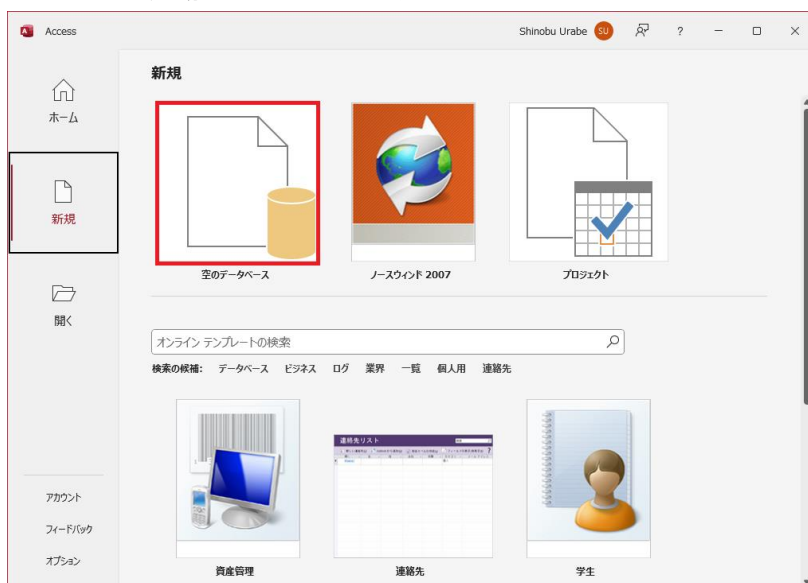 Access
Shinobu Urabe SU ?
新規
ホーム
新規
開く
空のデータベース
ノースウィンド 2007
プロジェクト
オンライン テンプレートの検索
検索の候補: データベース ビジネス ログ 業界 一覧 個人用 連絡先
連絡先リスト
資産管理
連絡先
学生
アカウント
フィードバック
オプション